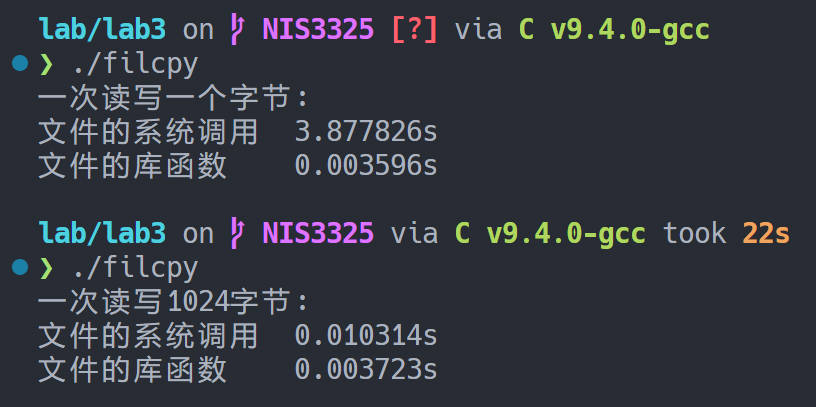 lab/lab3 on NIS3325 [?] via C v9.4.0-gcc
❯ ./filcpy
一次读写一个字节：
文件的系统调用 3.877826s
文件的库函数 0.003596s
lab/lab3 on NIS3325 via C v9.4.0-gcc took 22s
❯ ./filcpy
一次读写1024字节：
文件的系统调用 0.010314s
文件的库函数 0.003723s